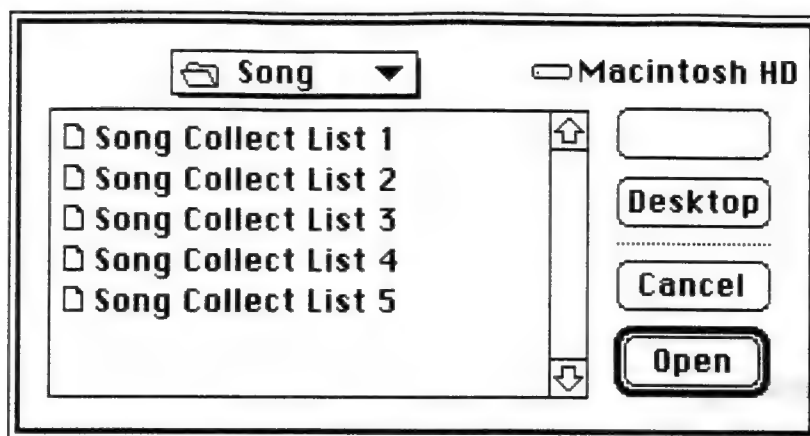 Song
Macintosh HD
Song Collect List 1
Song Collect List 2
Song Collect List 3
Song Collect List 4
Song Collect List 5
Desktop
Cancel
Open